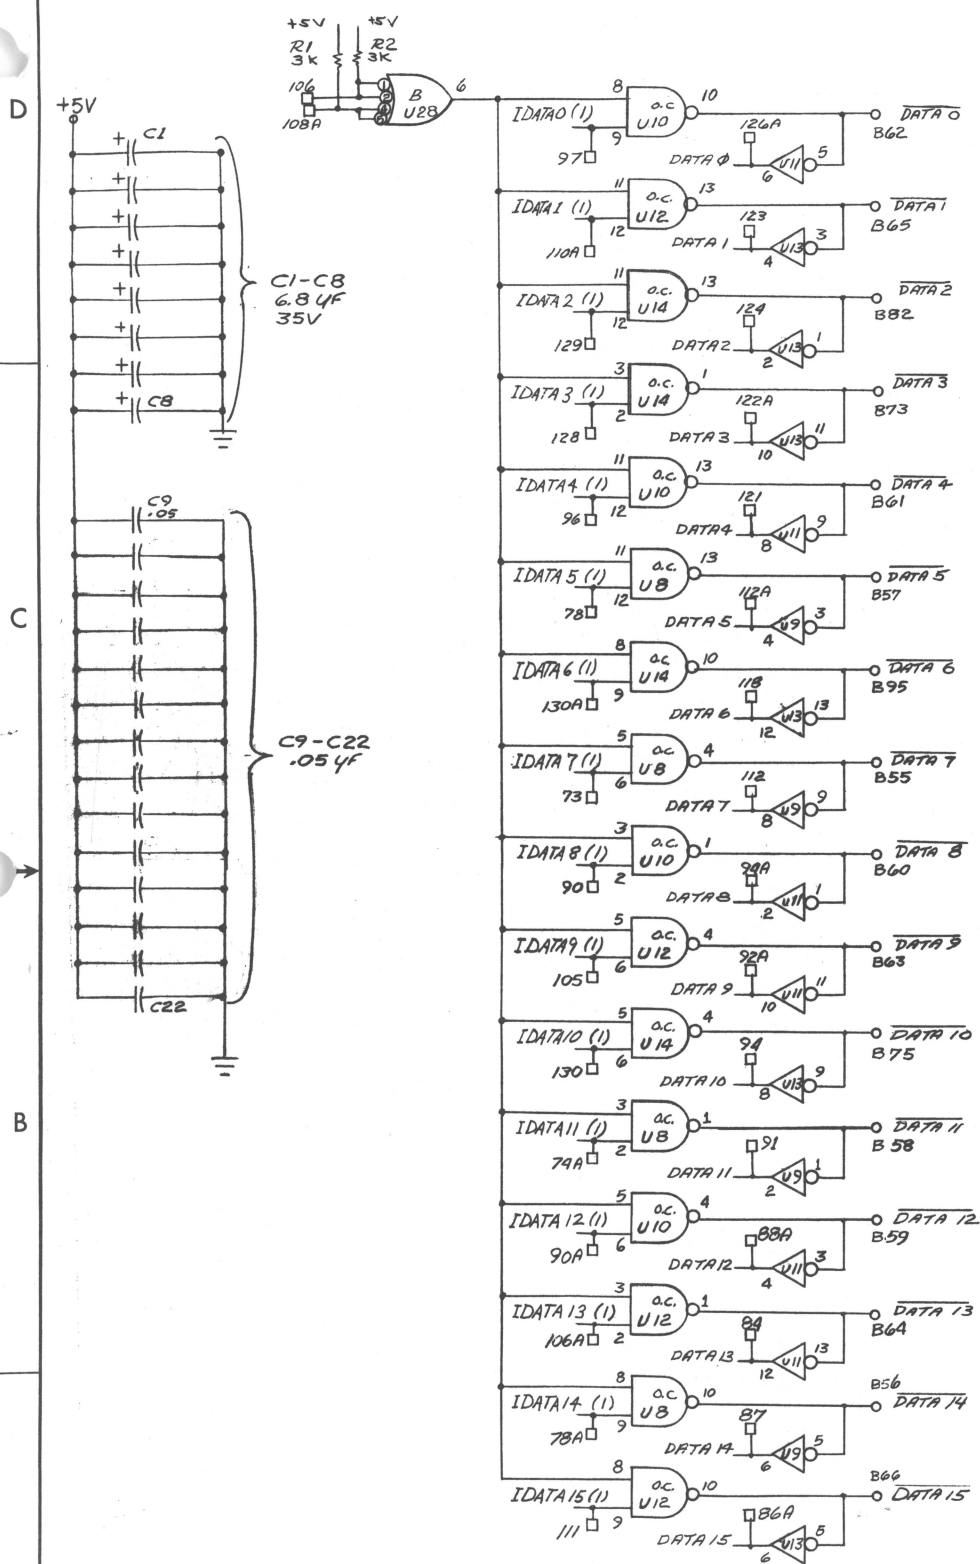 D
C
B
+5V
C1
+
+
+
+
+
+
+
+
C8
C1-C8
6.8 µF
35V
C9
.05
C9-C22
.05 µF
C22
+5V +5V
R1 R2
3K 3K
106
108A
1
2
4
5
B
U28
6
IDATA0 (1)
97
8
9
o.c.
U10
10
126A
DATA 0
6
U11
5
DATA 0
B62
IDATA1 (1)
110A
11
12
o.c.
U12
13
123
DATA 1
4
U13
3
DATA 1
B65
IDATA 2 (1)
129
11
12
o.c.
U14
13
124
DATA 2
2
U13
1
DATA 2
B82
IDATA 3 (1)
128
3
2
o.c.
U14
1
122A
DATA 3
10
U13
11
DATA 3
B73
IDATA4 (1)
96
11
12
o.c.
U10
13
121
DATA4
8
U11
9
DATA 4
B61
IDATA 5 (1)
78
11
12
o.c.
U8
13
112A
DATA 5
4
U9
3
DATA 5
B57
IDATA 6 (1)
130A
8
9
o.c.
U14
10
118
DATA 6
12
U13
13
DATA 6
B95
IDATA 7 (1)
73
5
6
o.c.
U8
4
112
DATA 7
8
U9
9
DATA 7
B55
IDATA 8 (1)
90
3
2
o.c.
U10
1
DATA 8
2
U11
1
DATA 8
B60
IDATA9 (1)
105
5
6
o.c.
U12
4
92A
DATA 9
10
U11
11
DATA 9
B63
IDATA10 (1)
130
5
6
o.c.
U14
4
94
DATA 10
8
U13
9
DATA 10
B75
IDATA11 (1)
74A
3
2
o.c.
U8
1
91
DATA 11
2
U9
1
DATA 11
B 58
IDATA 12 (1)
90A
5
6
o.c.
U10
4
88A
DATA12
4
U11
3
DATA 12
B59
IDATA 13 (1)
106A
3
2
o.c.
U12
1
84
DATA 13
12
U11
13
DATA 13
B64
IDATA14 (1)
78A
8
9
o.c
U8
10
87
DATA 14
6
U9
5
B56
DATA 14
IDATA15 (1)
111
8
9
o.c
U12
10
86A
DATA 15
6
U13
5
B66
DATA 15